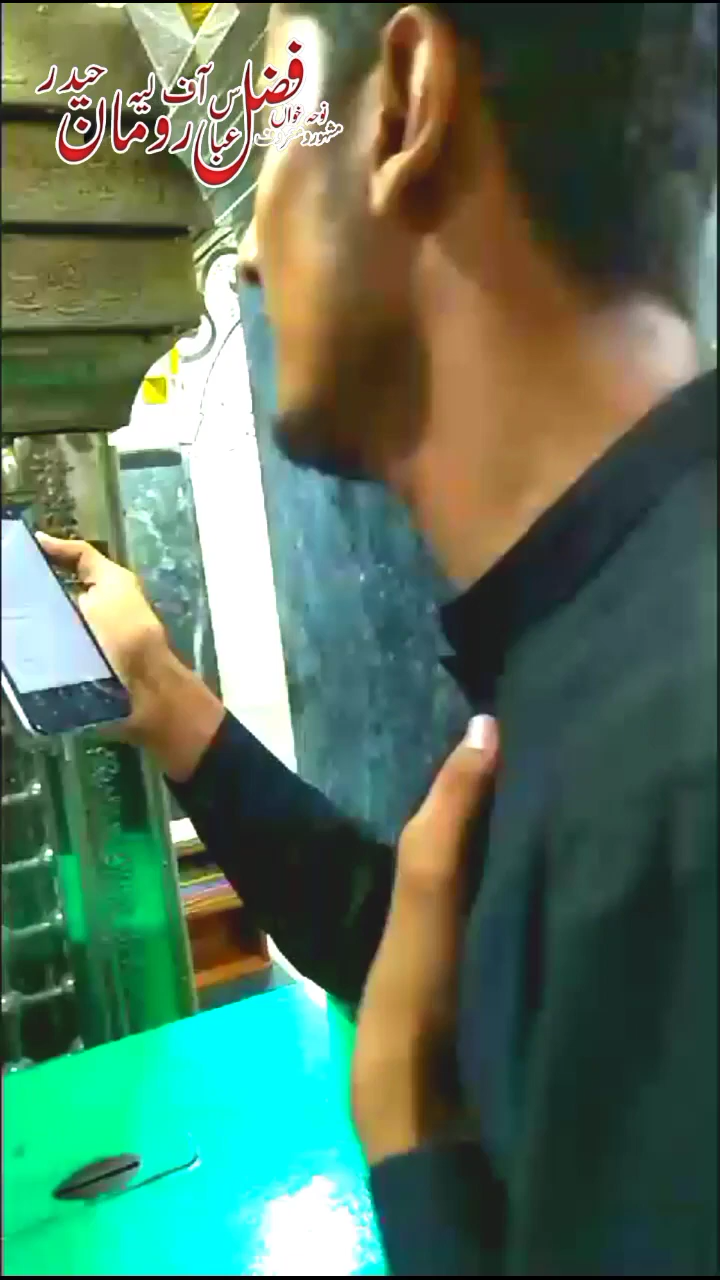 مشہور و معروف
نوحہ خواں
فضل عباس آف لیہ
رومان حیدر